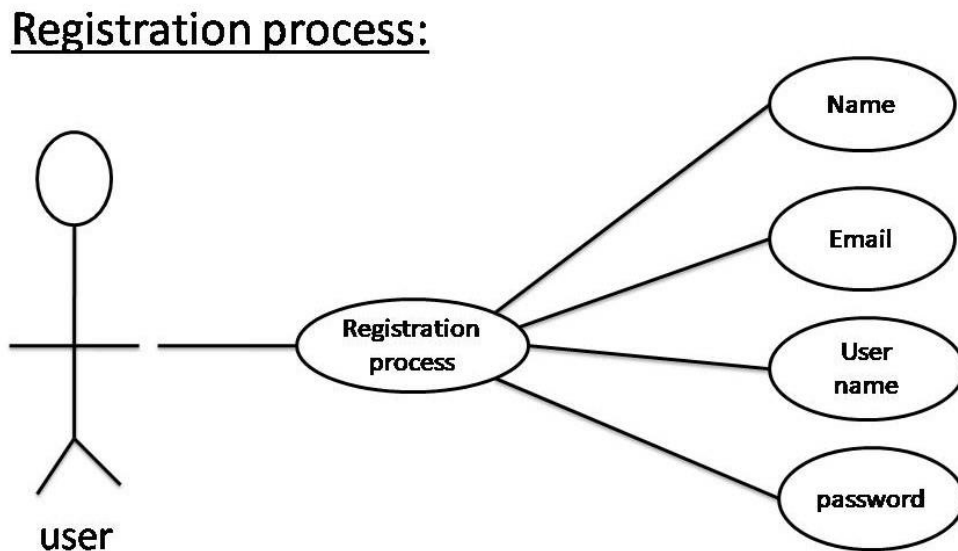 Registration process:
Name
Email
Registration
process
User
name
password
user